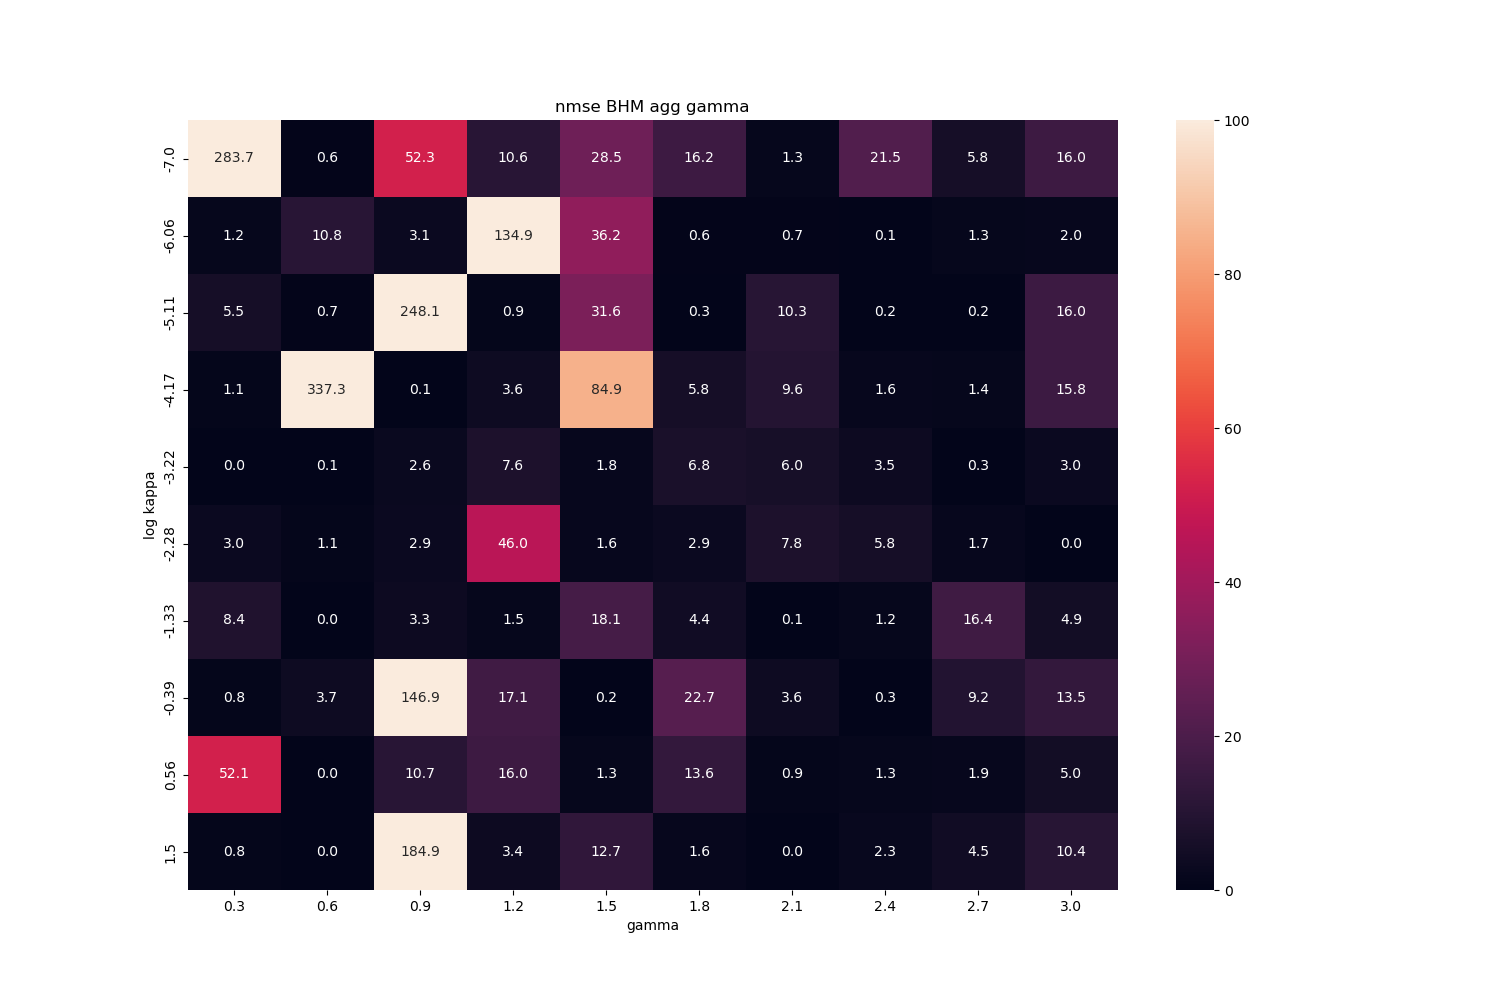 nmse BHM agg gamma
-7.0 283.7 0.6 52.3 10.6 28.5 16.2 1.3 21.5 5.8 16.0
-6.06 1.2 10.8 3.1 134.9 36.2 0.6 0.7 0.1 1.3 2.0
-5.11 5.5 0.7 248.1 0.9 31.6 0.3 10.3 0.2 0.2 16.0
-4.17 1.1 337.3 0.1 3.6 84.9 5.8 9.6 1.6 1.4 15.8
-3.22 0.0 0.1 2.6 7.6 1.8 6.8 6.0 3.5 0.3 3.0
-2.28 3.0 1.1 2.9 46.0 1.6 2.9 7.8 5.8 1.7 0.0
-1.33 8.4 0.0 3.3 1.5 18.1 4.4 0.1 1.2 16.4 4.9
-0.39 0.8 3.7 146.9 17.1 0.2 22.7 3.6 0.3 9.2 13.5
0.56 52.1 0.0 10.7 16.0 1.3 13.6 0.9 1.3 1.9 5.0
1.5 0.8 0.0 184.9 3.4 12.7 1.6 0.0 2.3 4.5 10.4
0.3 0.6 0.9 1.2 1.5 1.8 2.1 2.4 2.7 3.0
gamma
log kappa
100
80
60
40
20
0